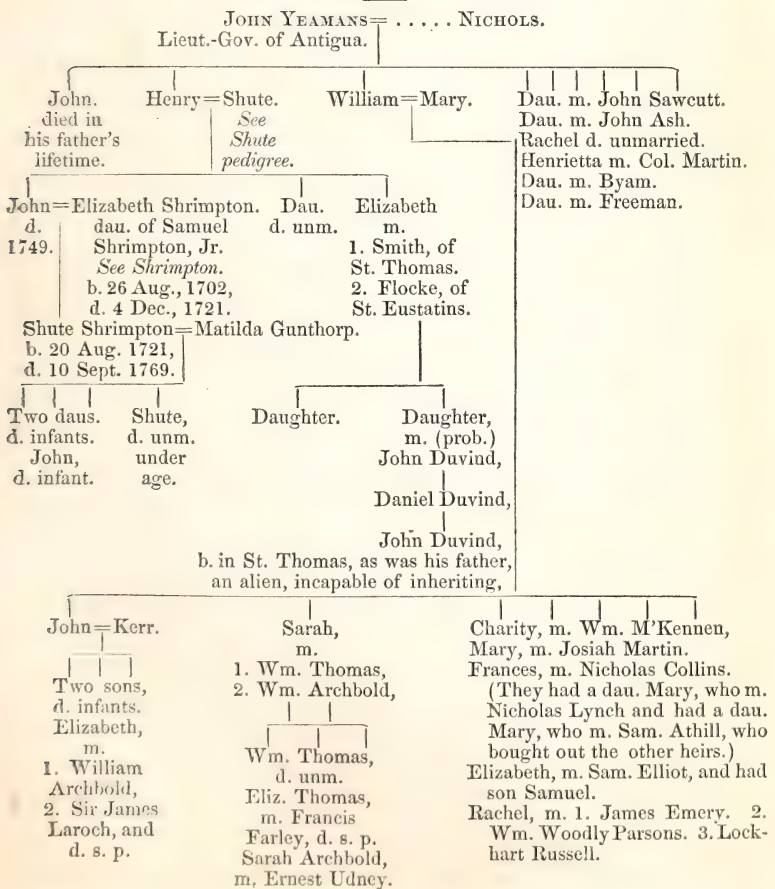 JOHN YEAMANS= . . . . . NICHOLS.
Lieut.-Gov. of Antigua.
John.
died in
his father's
lifetime.
Henry=Shute.
See
Shute
pedigree.
William=Mary.
Dau. m. John Sawcutt.
Dau. m. John Ash.
Rachel d. unmarried.
Henrietta m. Col. Martin.
Dau. m. Byam.
Dau. m. Freeman.
John=Elizabeth Shrimpton.
d.
1749.
dau. of Samuel
Shrimpton, Jr.
See Shrimpton.
b. 26 Aug., 1702,
d. 4 Dec., 1721.
Dau.
d. unm.
Elizabeth
m.
1. Smith, of
St. Thomas.
2. Flocke, of
St. Eustatins.
Shute Shrimpton=Matilda Gunthorp.
b. 20 Aug. 1721,
d. 10 Sept. 1769.
Two daus.
d. infants.
John,
d. infant.
Shute,
d. unm.
under
age.
Daughter.
Daughter,
m. (prob.)
John Duvind,
Daniel Duvind,
John Duvind,
b. in St. Thomas, as was his father,
an alien, incapable of inheriting,
John=Kerr.
Two sons,
d. infants.
Elizabeth,
m.
1. William
Archbold,
2. Sir James
Laroch, and
d. s. p.
Sarah,
m.
1. Wm. Thomas,
2. Wm. Archbold,
Wm. Thomas,
d. unm.
Eliz. Thomas,
m. Francis
Farley, d. s. p.
Sarah Archbold,
m. Ernest Udney.
Charity, m. Wm. M'Kennen,
Mary, m. Josiah Martin.
Frances, m. Nicholas Collins.
(They had a dau. Mary, who m.
Nicholas Lynch and had a dau.
Mary, who m. Sam. Athill, who
bought out the other heirs.)
Elizabeth, m. Sam. Elliot, and had
son Samuel.
Rachel, m. 1. James Emery. 2.
Wm. Woodly Parsons. 3. Lock-
hart Russell.